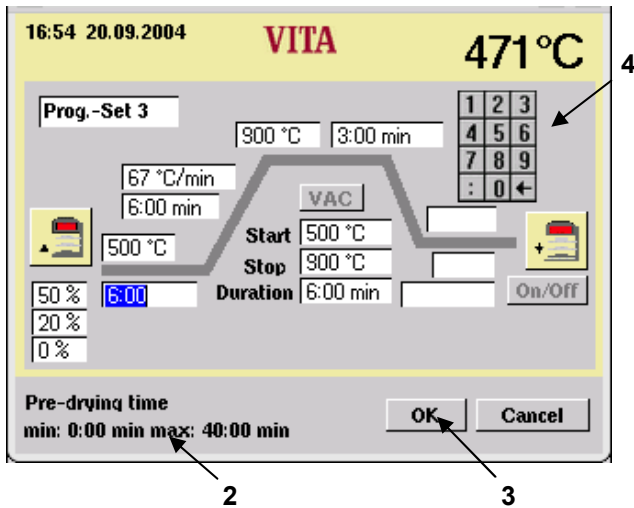 16:54 20.09.2004
VITA
471°C
4
Prog.-Set 3
1 2 3
4 5 6
7 8 9
: 0 ←
900 °C
3:00 min
67 °C/min
6:00 min
VAC
500 °C
Start 500 °C
Stop 900 °C
50 %
6:00
Duration 6:00 min
On/Off
20 %
0 %
Pre-drying time
min: 0:00 min max: 40:00 min
OK
Cancel
2
3